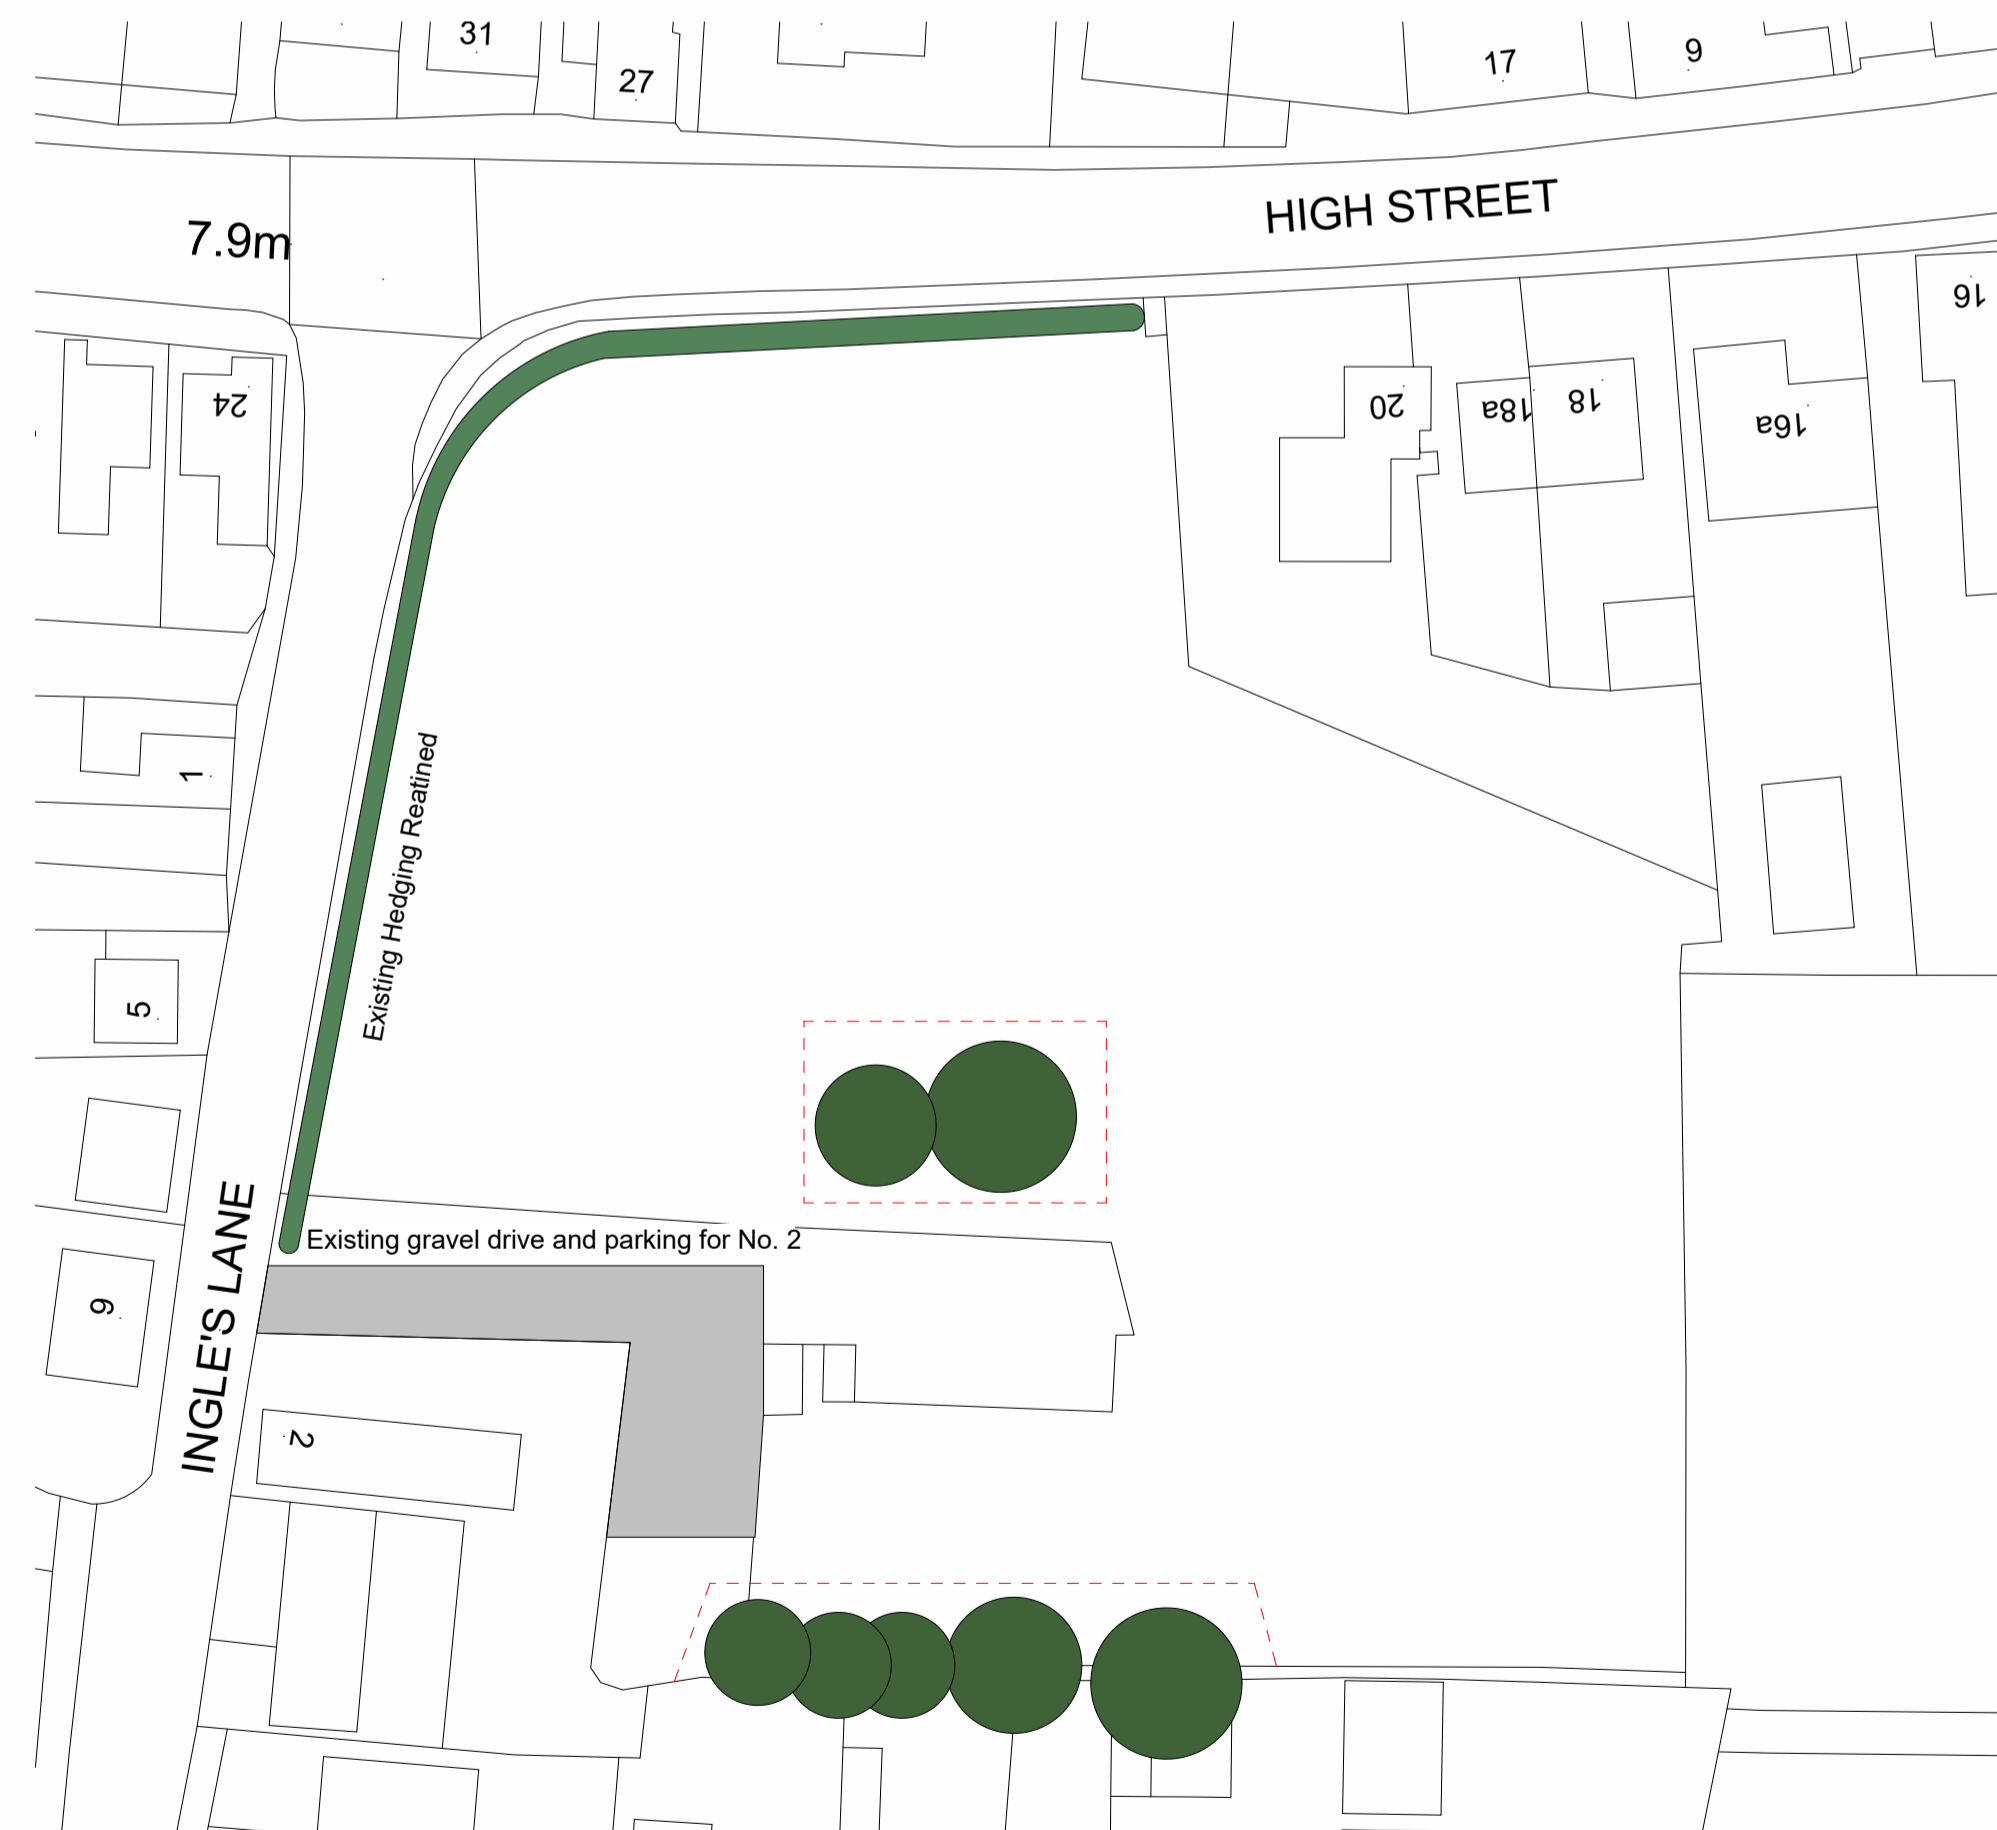 31
27
17
9
HIGH STREET
7.9m
16
24
20
18a
18
16a
1
Existing Hedging Reatined
5
INGLE'S LANE
Existing gravel drive and parking for No. 2
9
2